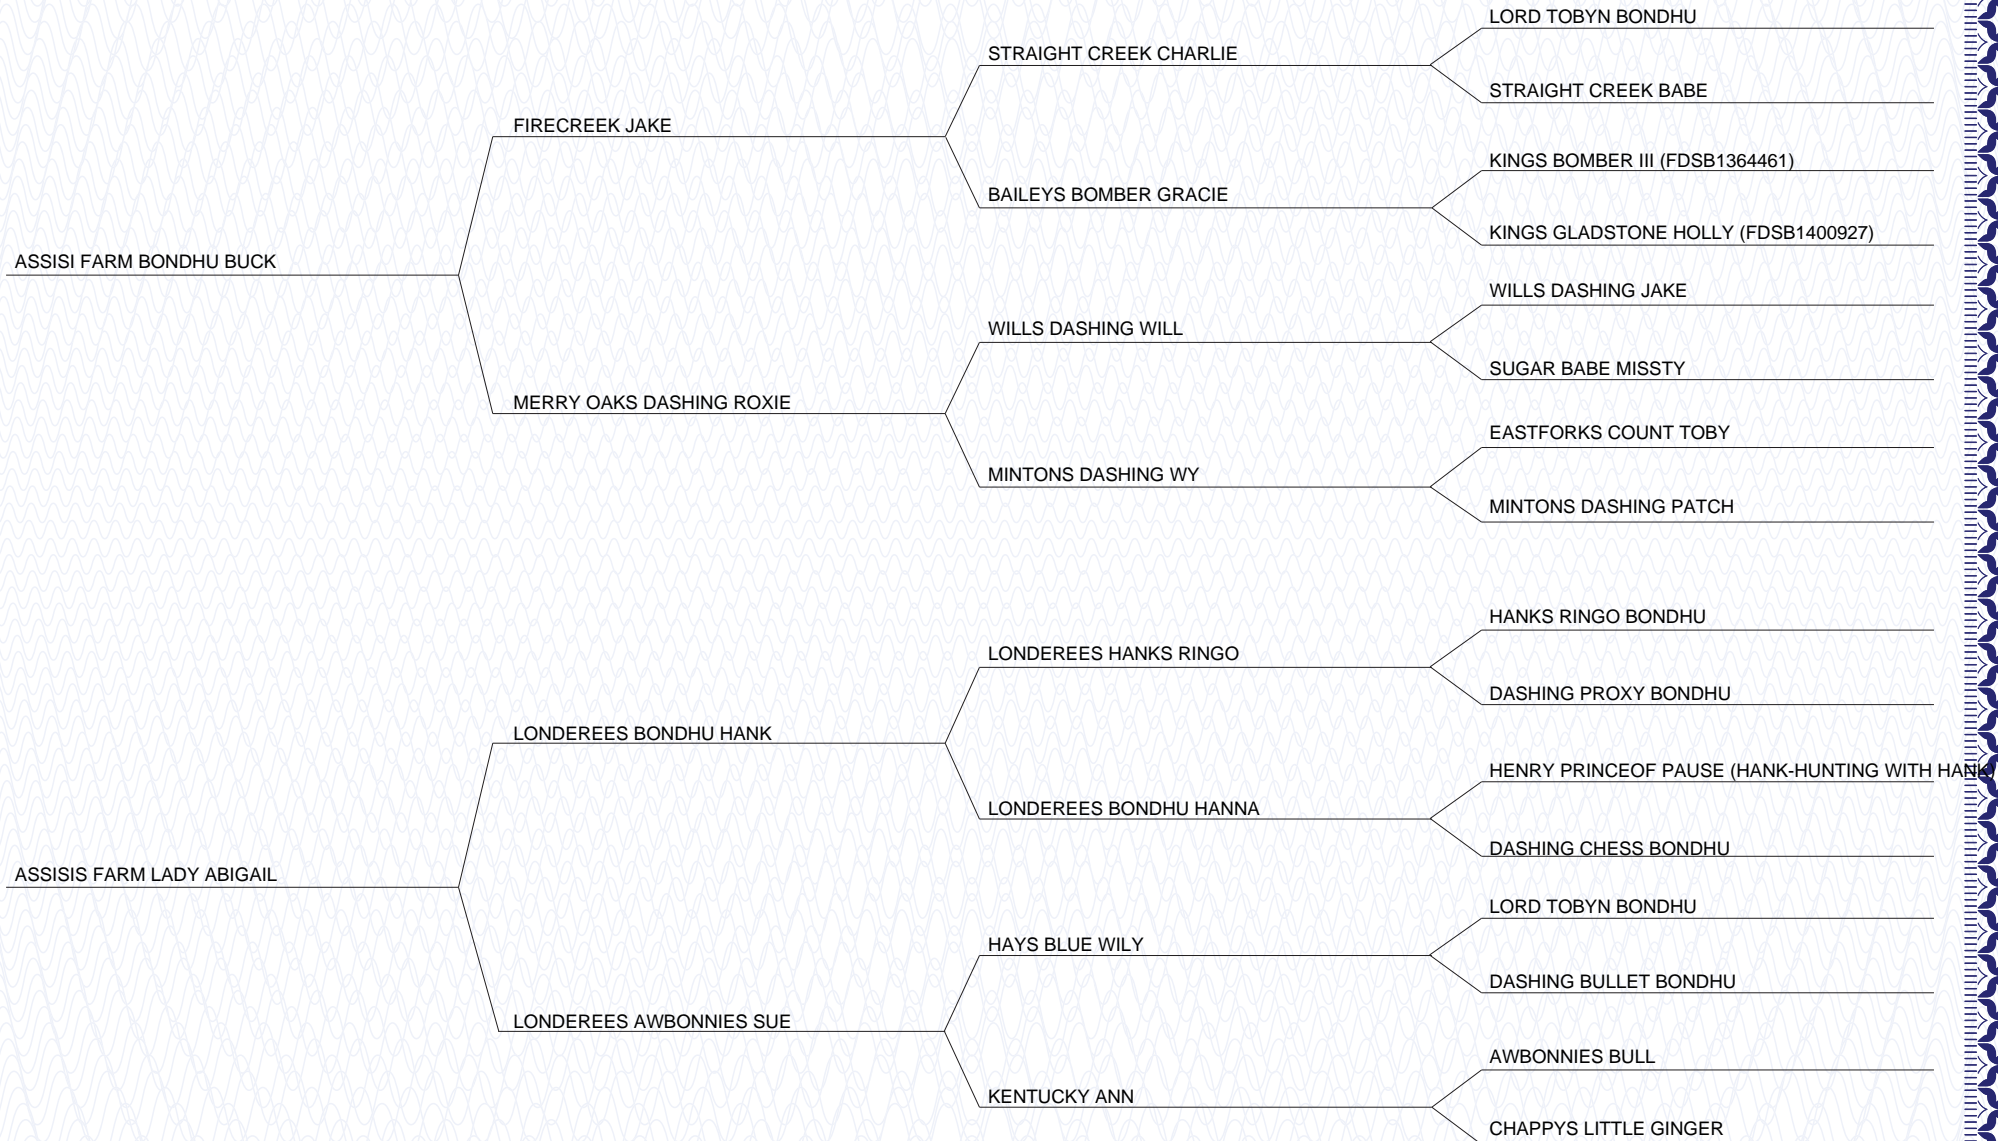 LORD TOBYN BONDHU
STRAIGHT CREEK CHARLIE
STRAIGHT CREEK BABE
FIRECREEK JAKE
KINGS BOMBER III (FDSB1364461)
BAILEYS BOMBER GRACIE
KINGS GLADSTONE HOLLY (FDSB1400927)
ASSISI FARM BONDHU BUCK
WILLS DASHING JAKE
WILLS DASHING WILL
SUGAR BABE MISSTY
MERRY OAKS DASHING ROXIE
EASTFORKS COUNT TOBY
MINTONS DASHING WY
MINTONS DASHING PATCH
HANKS RINGO BONDHU
LONDEREES HANKS RINGO
DASHING PROXY BONDHU
LONDEREES BONDHU HANK
HENRY PRINCEOF PAUSE (HANK-HUNTING WITH HANK)
LONDEREES BONDHU HANNA
DASHING CHESS BONDHU
ASSISIS FARM LADY ABIGAIL
LORD TOBYN BONDHU
HAYS BLUE WILY
DASHING BULLET BONDHU
LONDEREES AWBONNIES SUE
AWBONNIES BULL
KENTUCKY ANN
CHAPPYS LITTLE GINGER